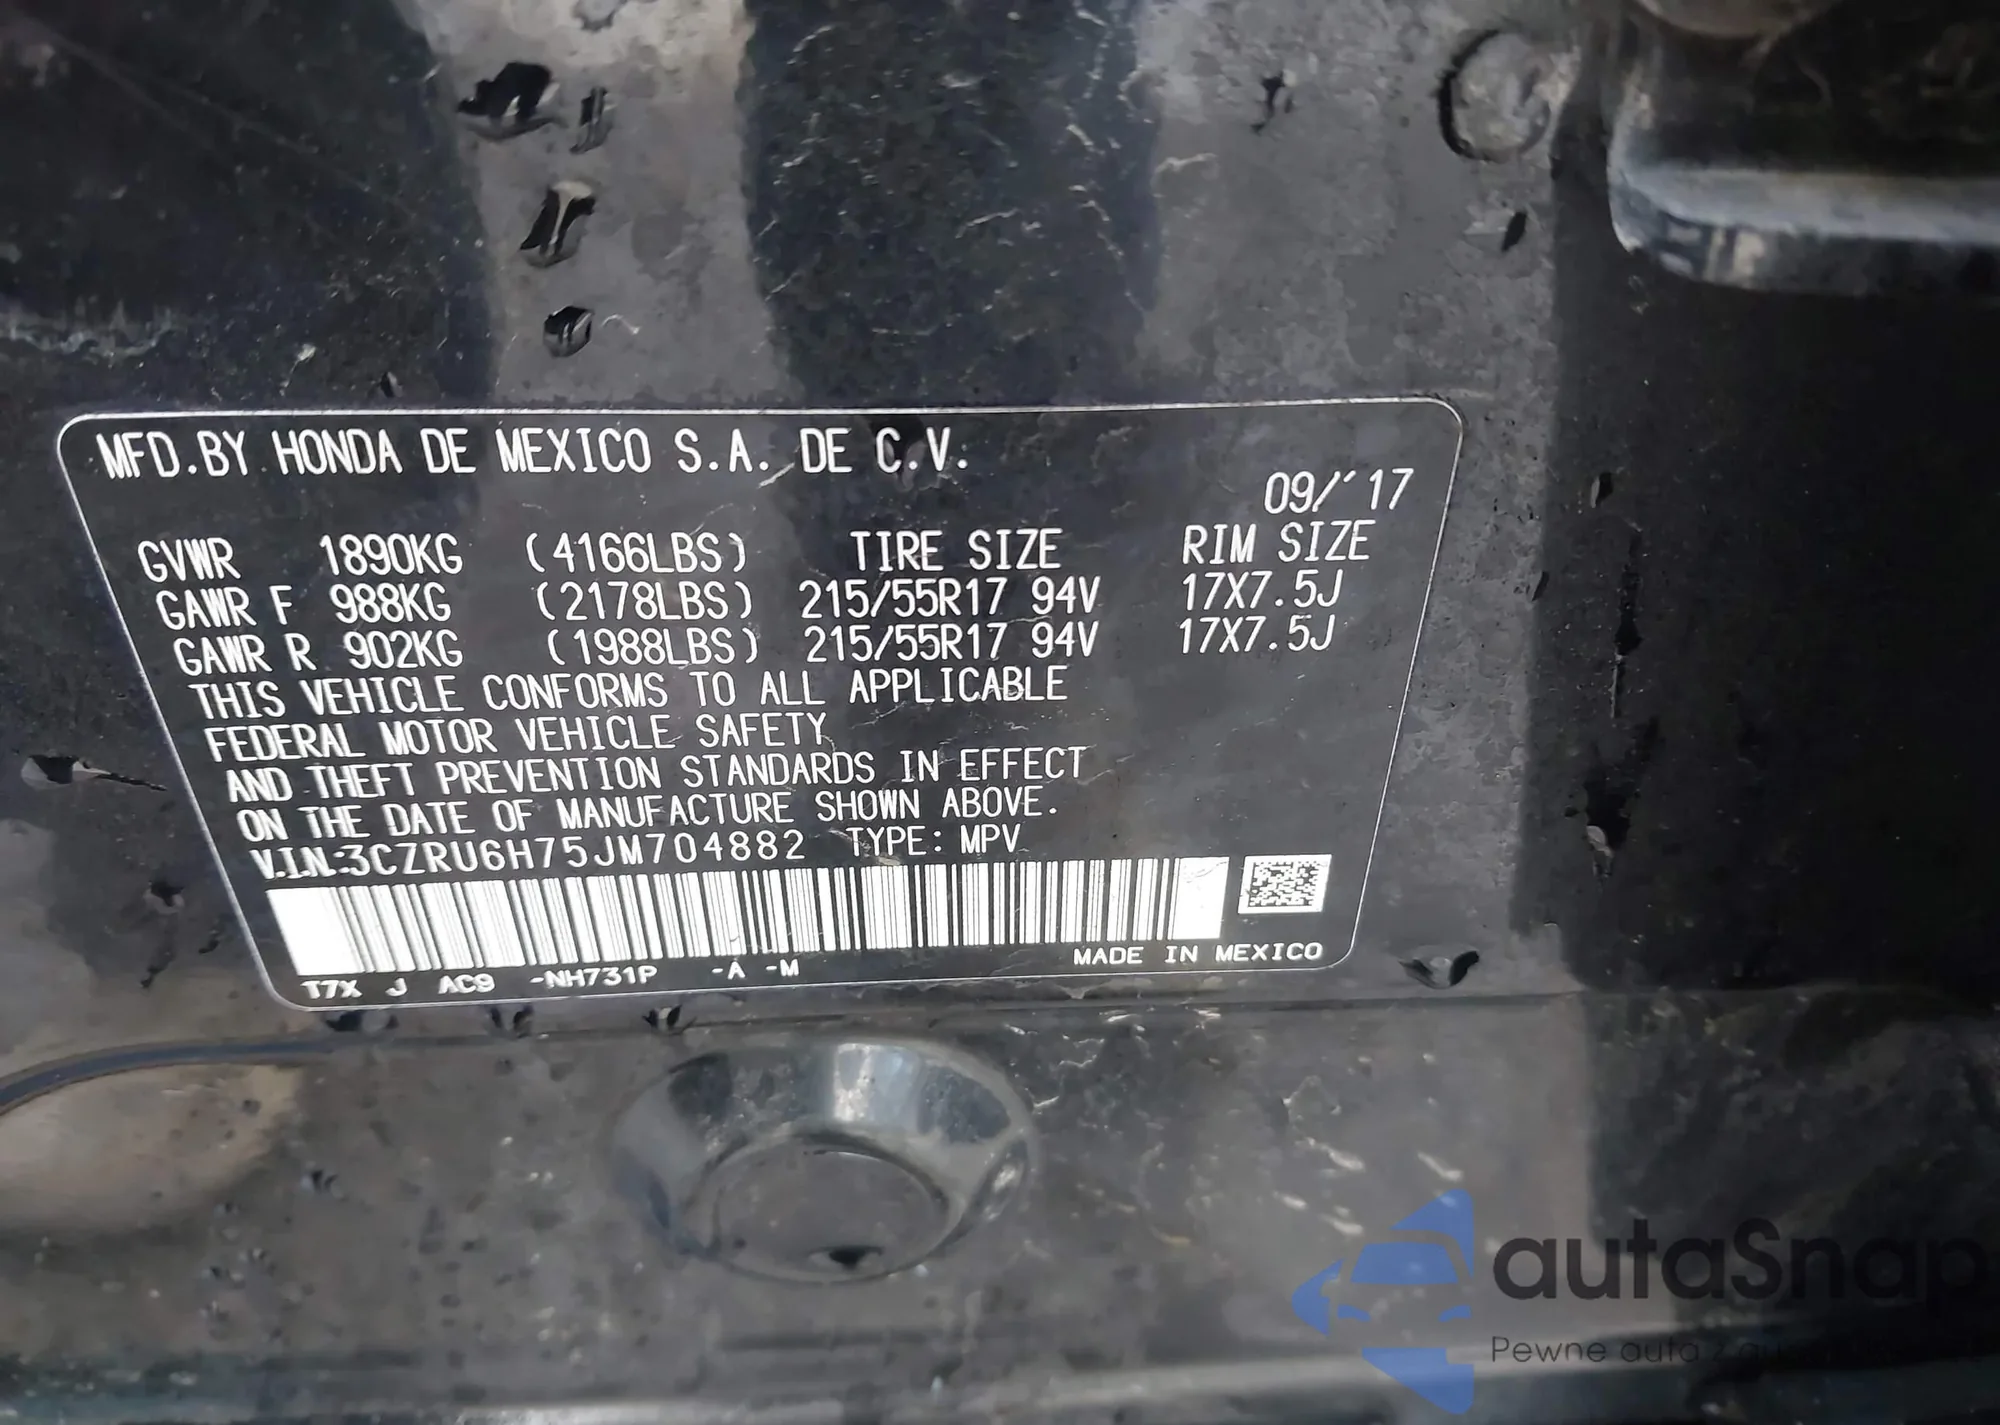 MFD.BY HONDA DE MEXICO S.A. DE C.V.
09/'17
GVWR 1890KG (4166LBS) TIRE SIZE RIM SIZE
GAWR F 988KG (2178LBS) 215/55R17 94V 17X7.5J
GAWR R 902KG (1988LBS) 215/55R17 94V 17X7.5J
THIS VEHICLE CONFORMS TO ALL APPLICABLE
FEDERAL MOTOR VEHICLE SAFETY
AND THEFT PREVENTION STANDARDS IN EFFECT
ON THE DATE OF MANUFACTURE SHOWN ABOVE.
V.I.N.:3CZRU6H75JM704882 TYPE: MPV
T7X J AC9 -NH731P -A -M MADE IN MEXICO
autaSnap
Pewne auta z